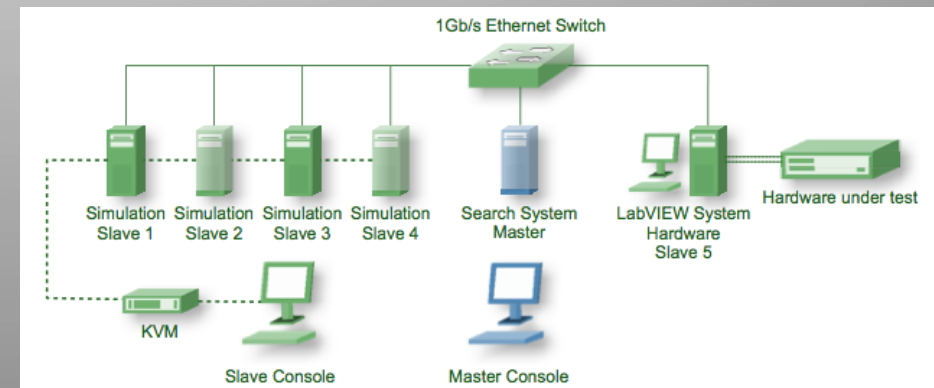 1Gb/s Ethernet Switch
Simulation Slave 1
Simulation Slave 2
Simulation Slave 3
Simulation Slave 4
Search System
Master
LabVIEW System
Hardware
Slave 5
Hardware under test
KVM
Slave Console
Master Console